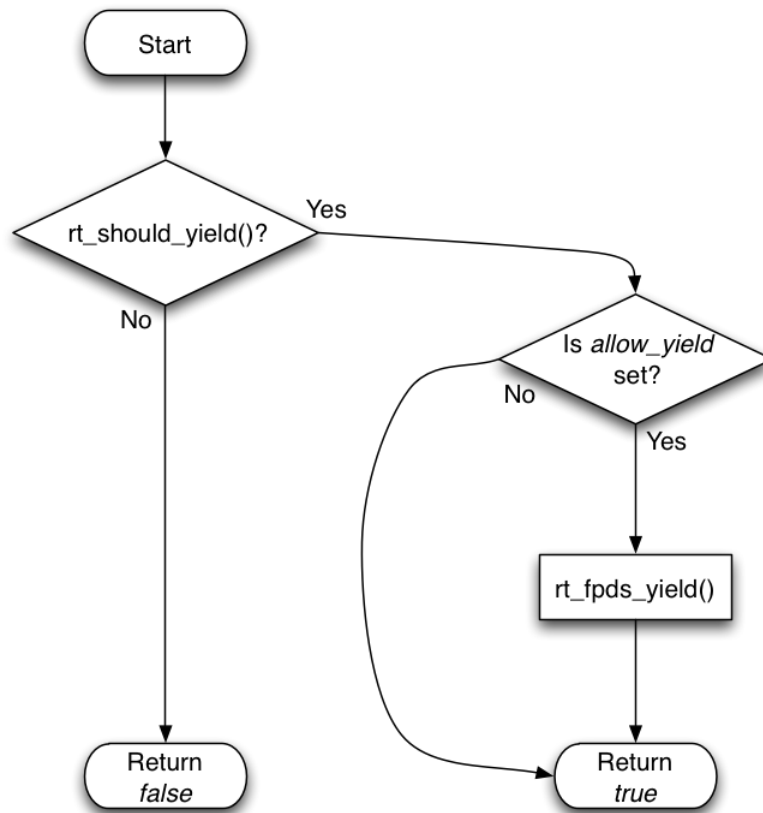 Start
Yes
rt_should_yield()?
No
Is allow_yield
set?
No
Yes
rt_fpds_yield()
Return
false
Return
true